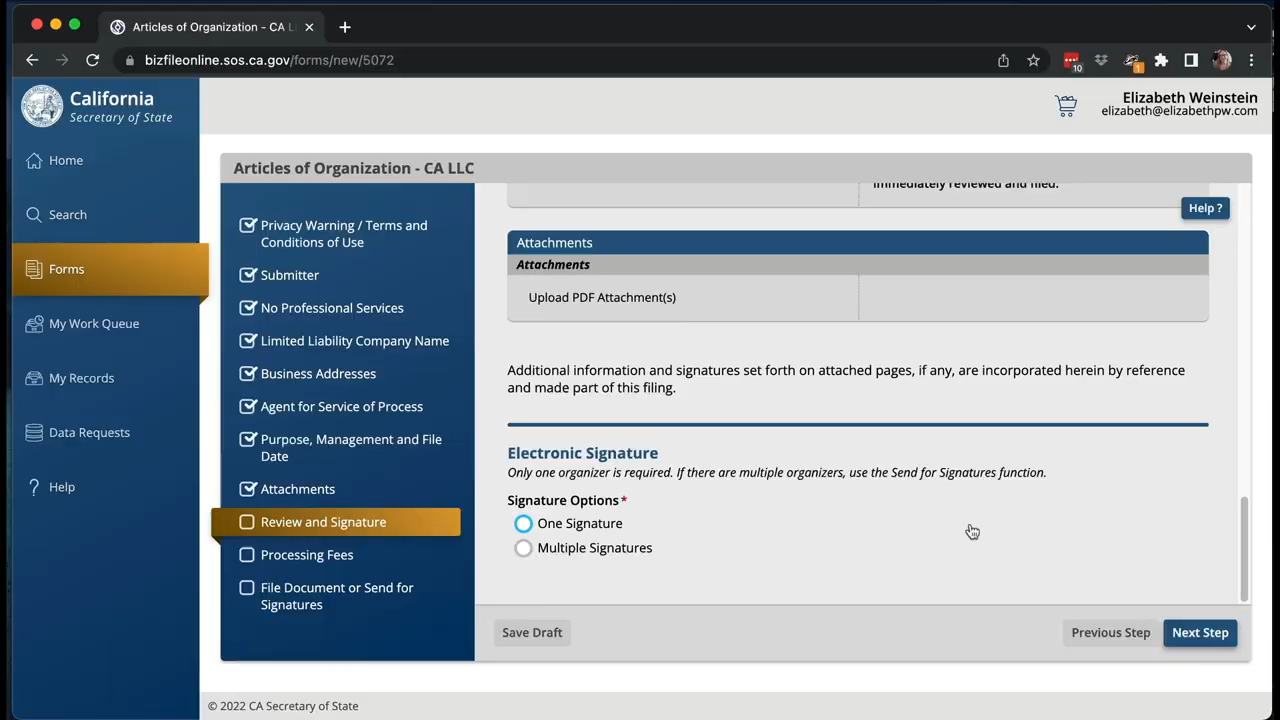 Articles of Organization - CA L
bizfileonline.sos.ca.gov/forms/new/5072
10
1
California
Secretary of State
Elizabeth Weinstein
elizabeth@elizabethpw.com
Home
Search
Forms
My Work Queue
My Records
Data Requests
Help
Articles of Organization - CA LLC
Privacy Warning / Terms and
Conditions of Use
Submitter
No Professional Services
Limited Liability Company Name
Business Addresses
Agent for Service of Process
Purpose, Management and File
Date
Attachments
Review and Signature
Processing Fees
File Document or Send for
Signatures
immediately reviewed and filed.
Help ?
Attachments
Attachments
Upload PDF Attachment(s)
Additional information and signatures set forth on attached pages, if any, are incorporated herein by reference
and made part of this filing.
Electronic Signature
Only one organizer is required. If there are multiple organizers, use the Send for Signatures function.
Signature Options*
One Signature
Multiple Signatures
Save Draft
Previous Step
Next Step
© 2022 CA Secretary of State